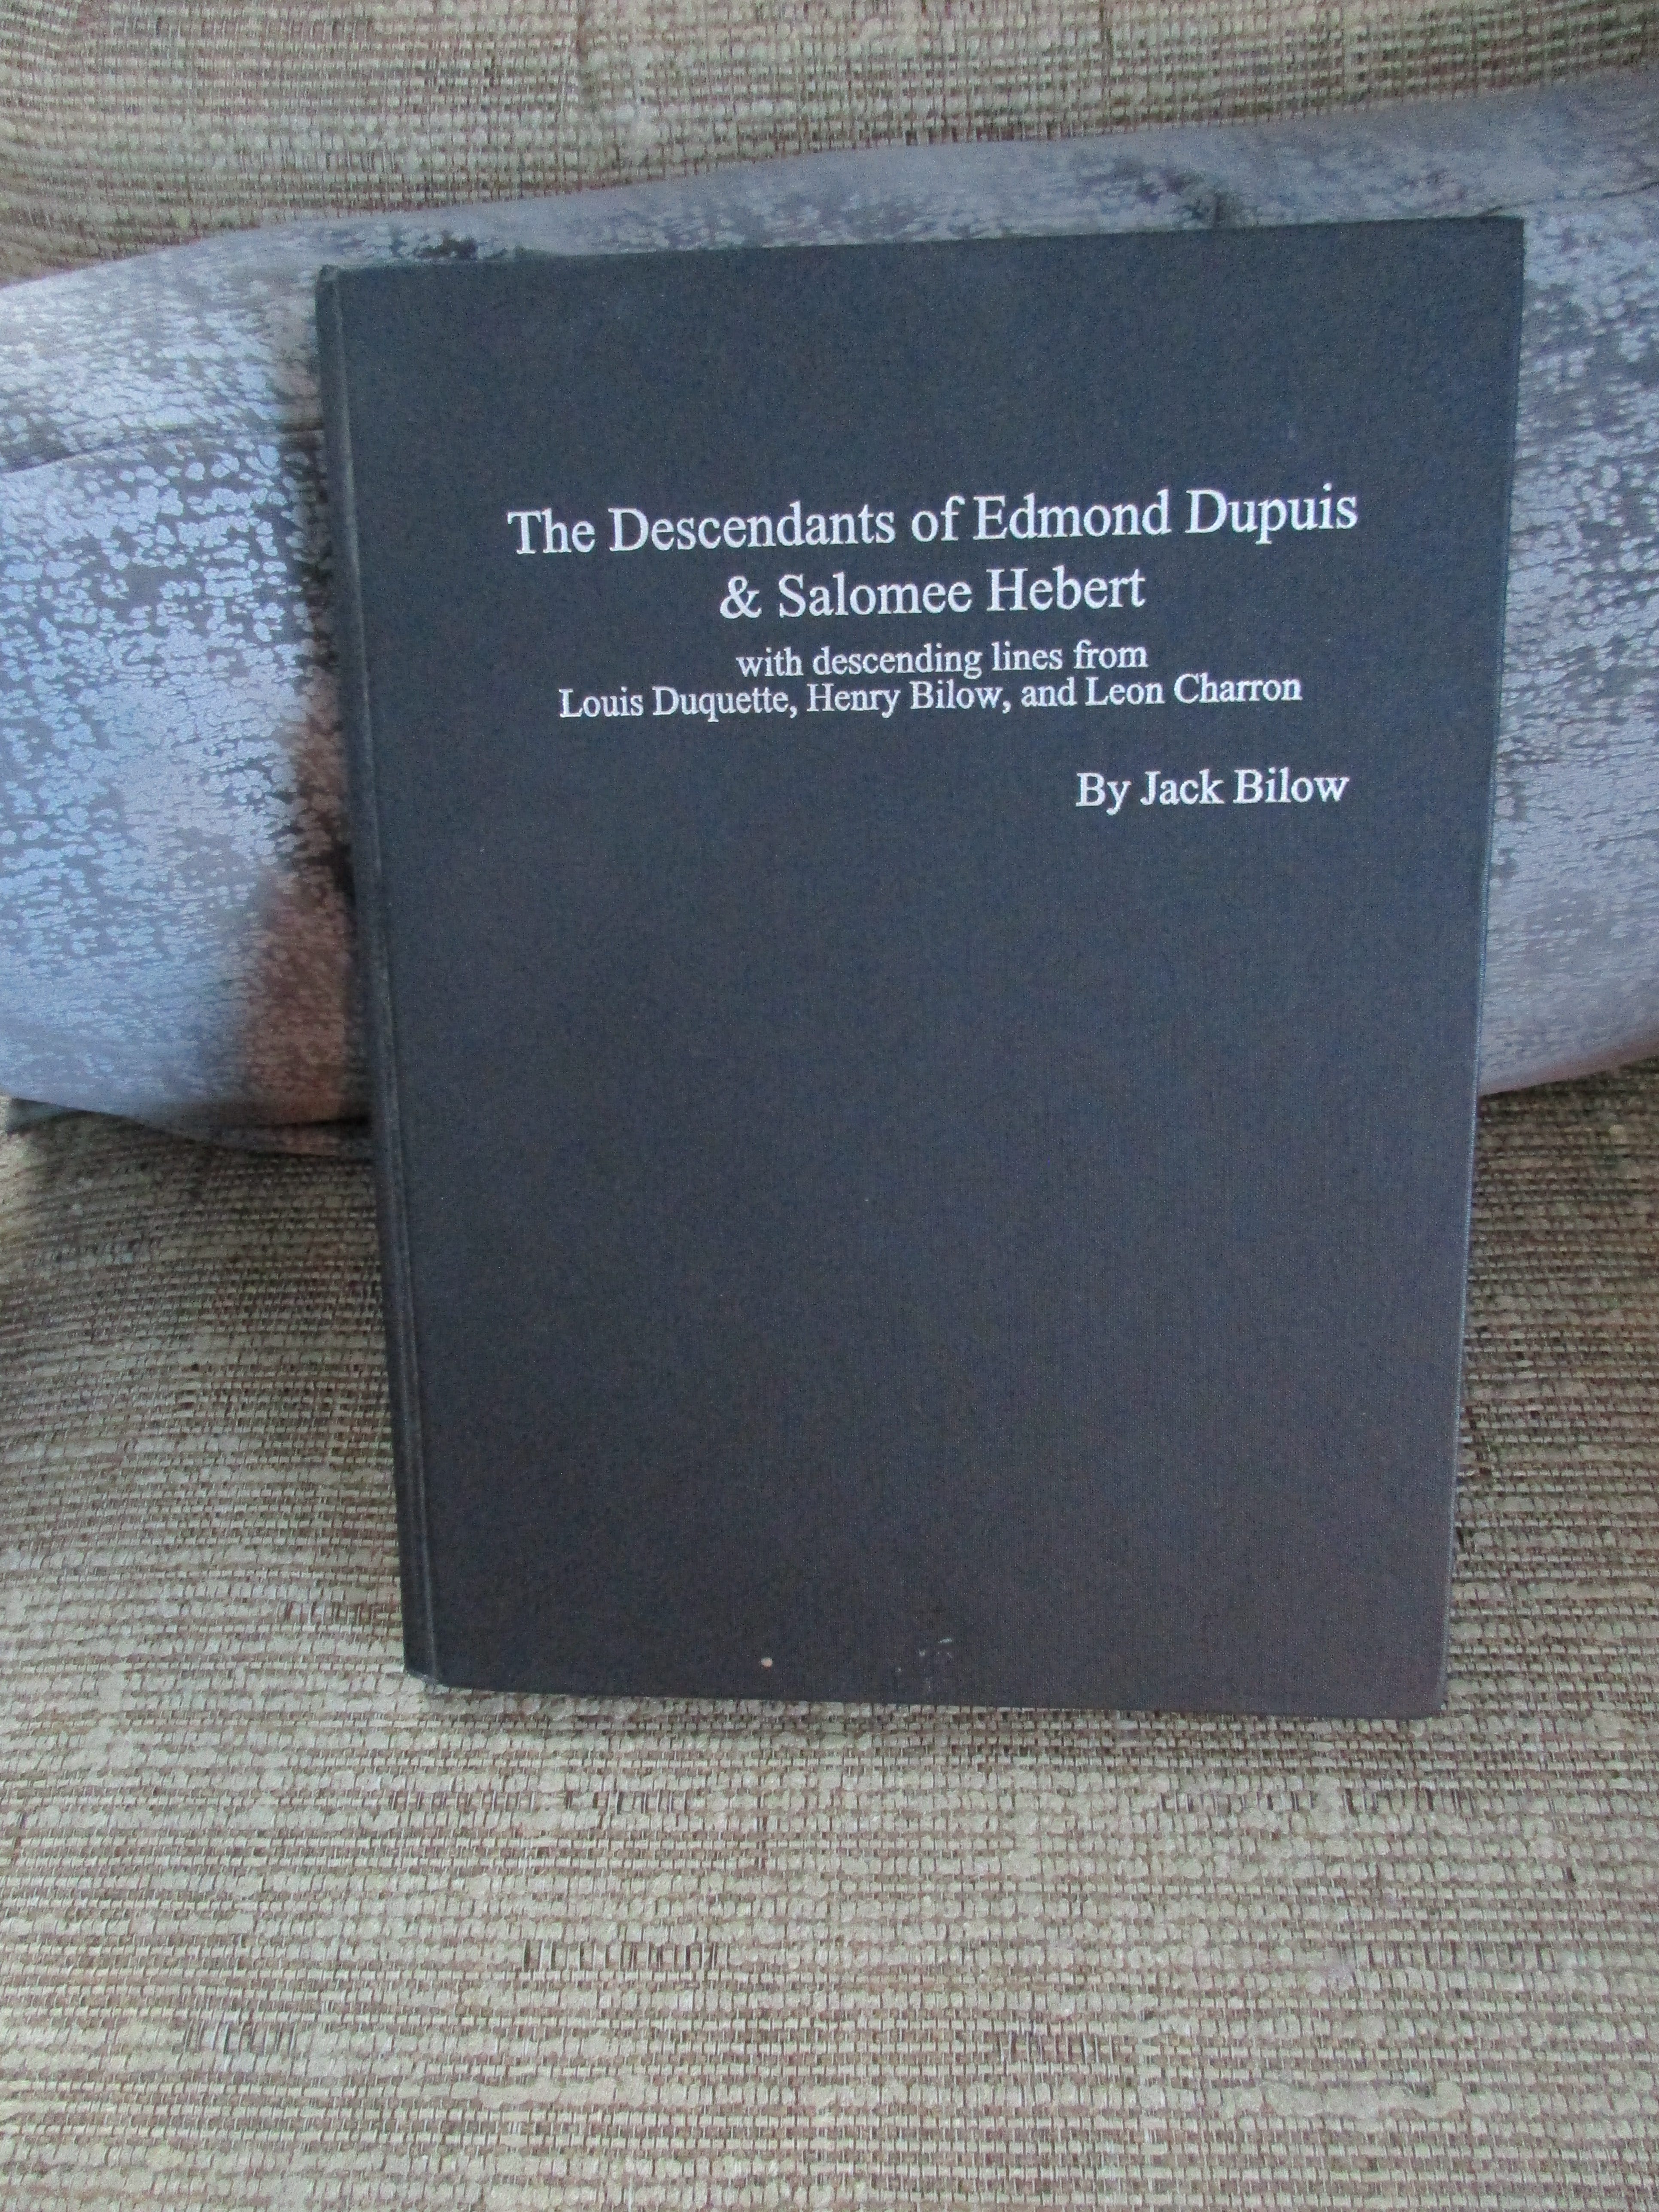 The Descendants of Edmond Dupuis
& Salomee Hebert
with descending lines from
Louis Duquette, Henry Bilow, and Leon Charron
By Jack Bilow